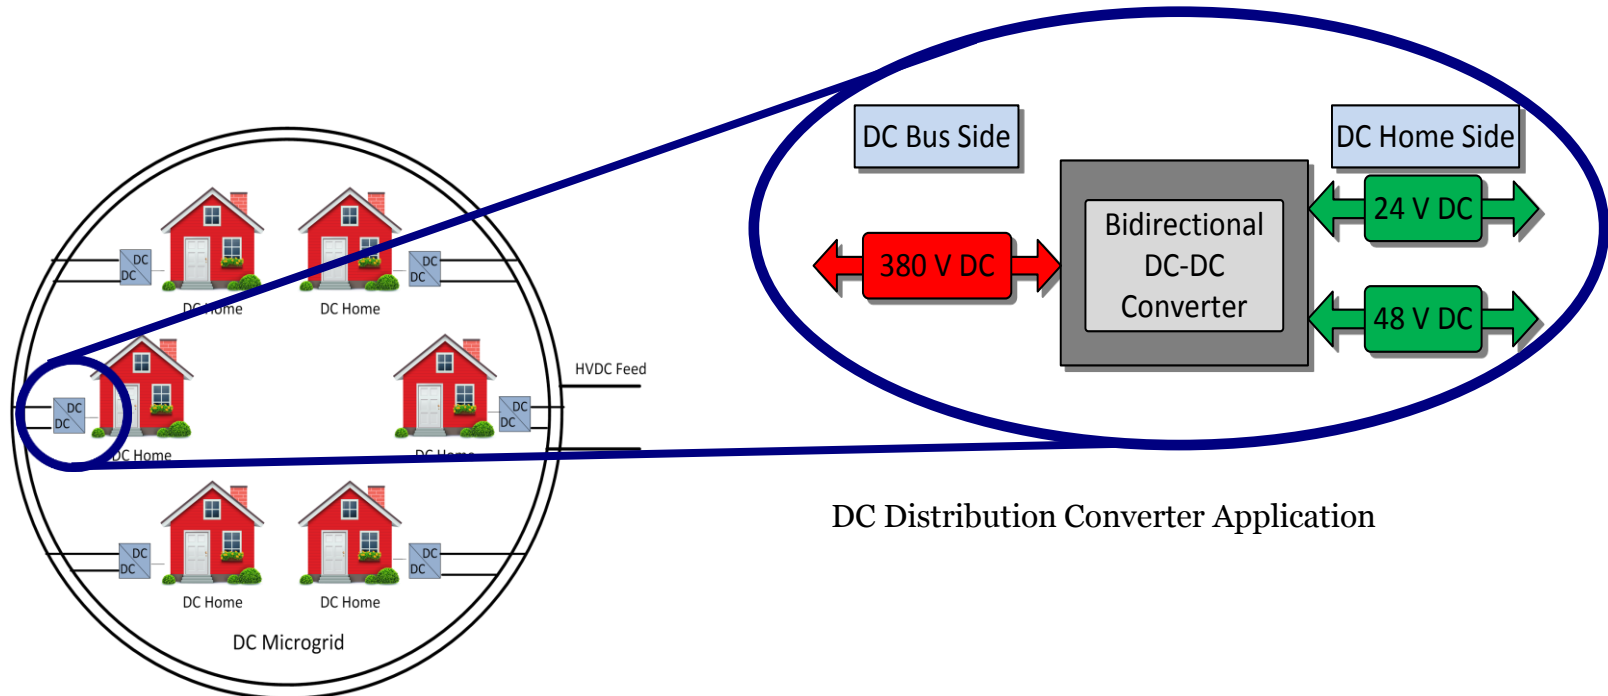 DC Bus Side
DC Home Side
24 V DC
Bidirectional
DC-DC
Converter
380 V DC
48 V DC
DC
DC
DC
DC
DC Home
DC Home
HVDC Feed
DC
DC
DC
DC
DC Home
DC Home
DC Distribution Converter Application
DC
DC
DC
DC
DC Home
DC Home
DC Microgrid